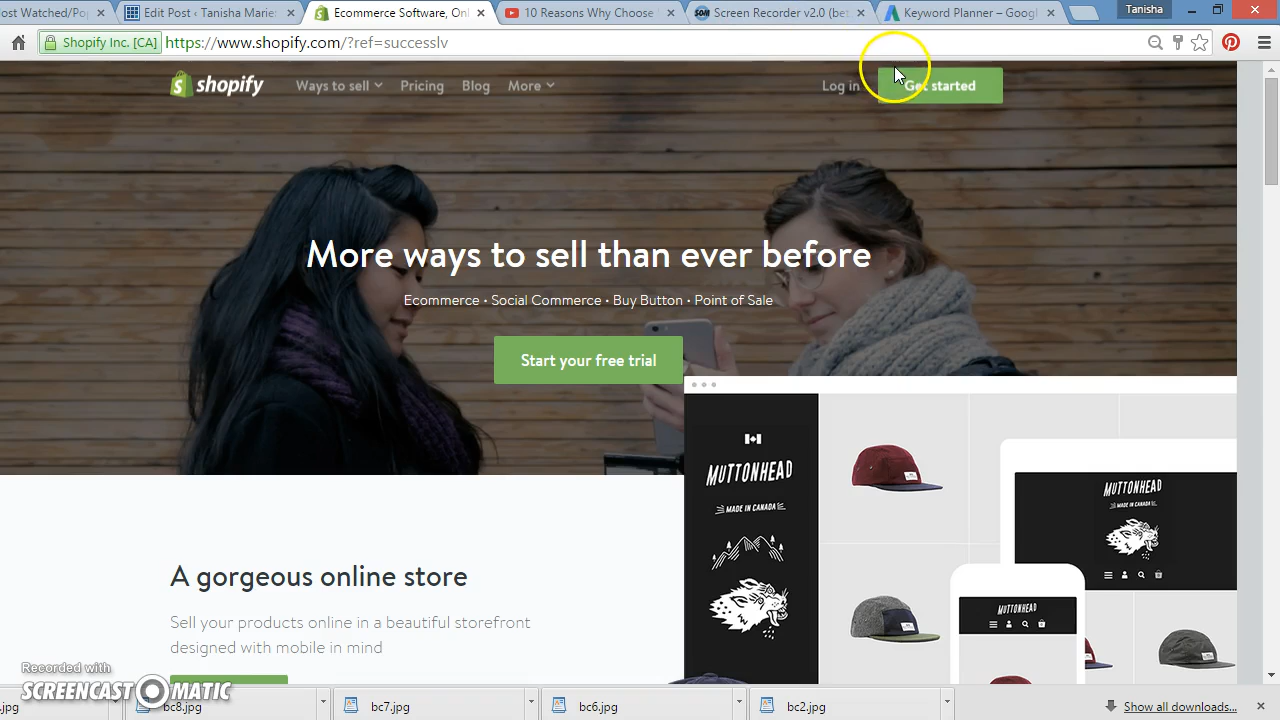 ost Watched/Po
Edit Post ‹ Tanisha Marie
Ecommerce Software, Onl
10 Reasons Why Choose
Screen Recorder v2.0 (bet
Keyword Planner – Googl
Tanisha
Shopify Inc. [CA]
https://www.shopify.com/?ref=successlv
shopify
Ways to sell
Pricing
Blog
More
Log in
Get started
More ways to sell than ever before
Ecommerce · Social Commerce · Buy Button · Point of Sale
Start your free trial
MUTTONHEAD
MADE IN CANADA
MUTTONHEAD
MADE IN CANADA
MUTTONHEAD
A gorgeous online store
Sell your products online in a beautiful storefront
designed with mobile in mind
Recorded with
SCREENCAST MATIC
.jpg
bc8.jpg
bc7.jpg
bc6.jpg
bc2.jpg
Show all downloads...